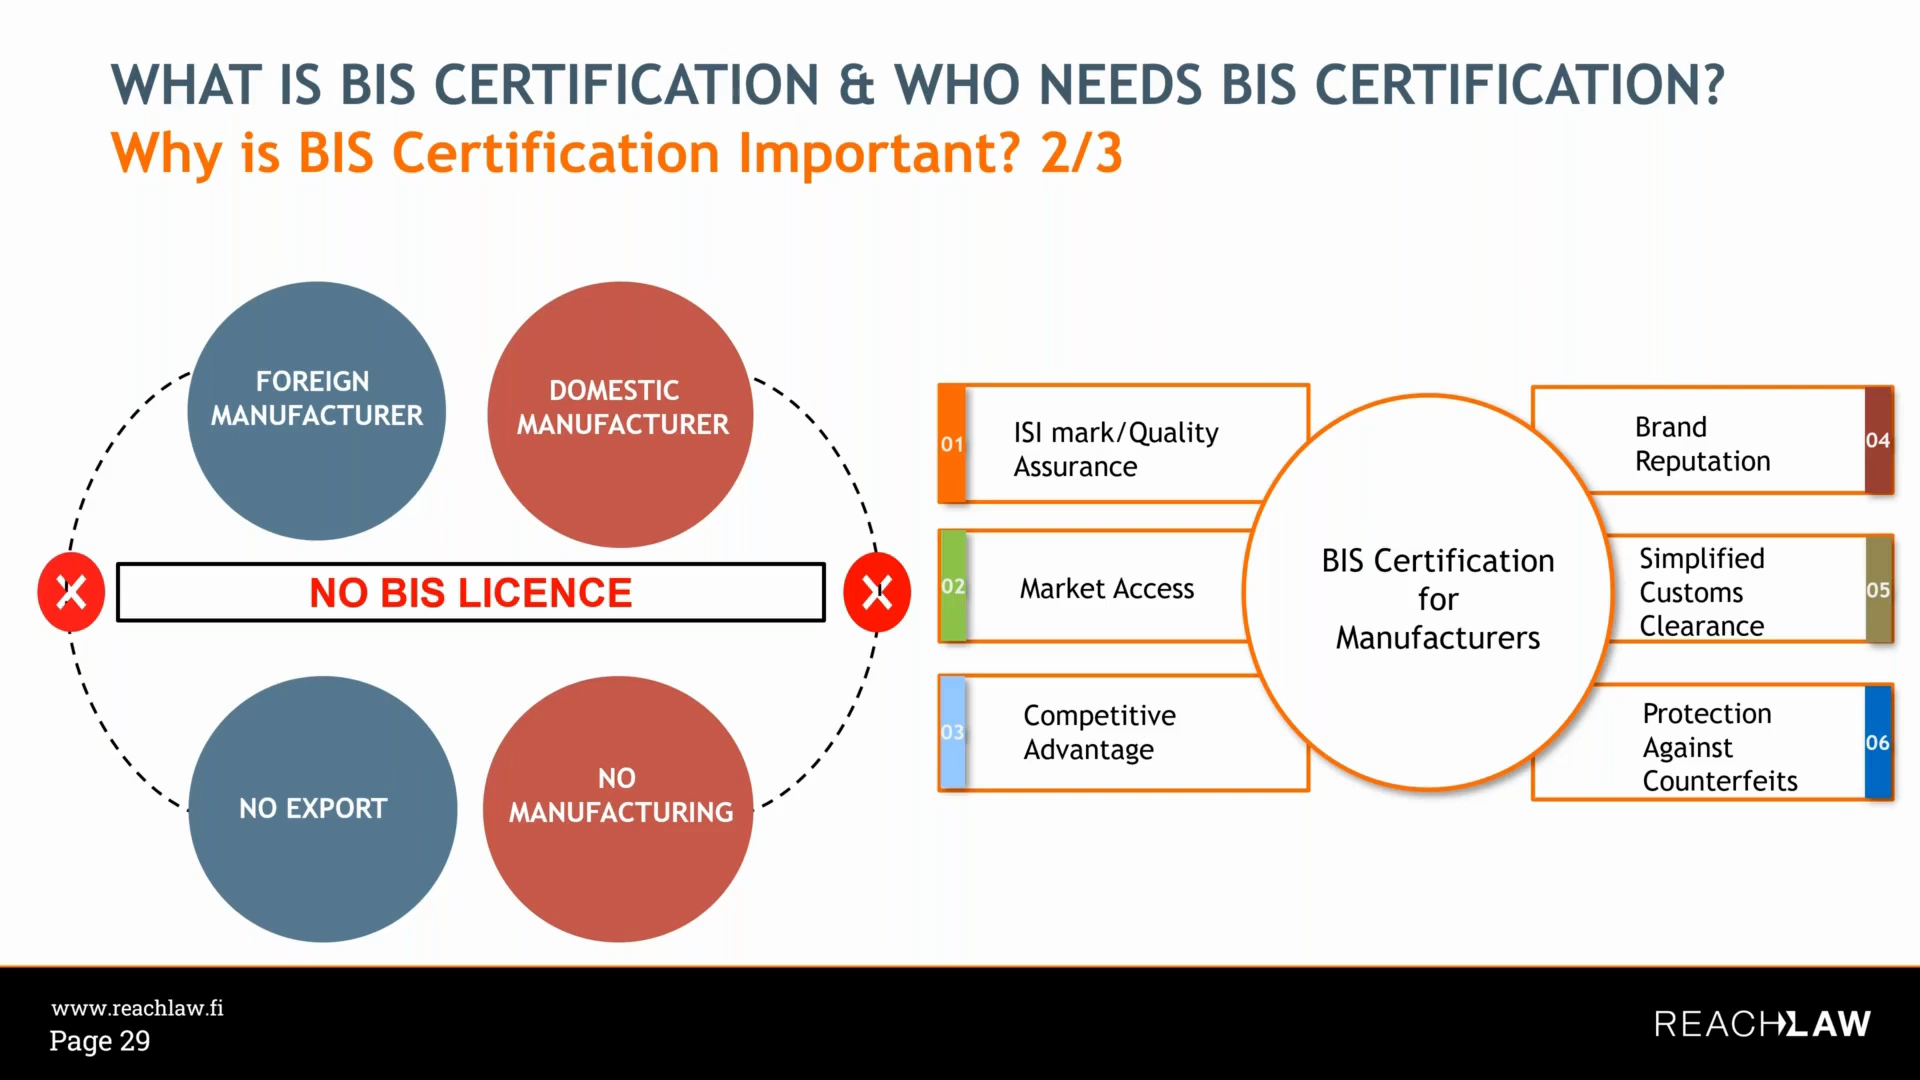 WHAT IS BIS CERTIFICATION & WHO NEEDS BIS CERTIFICATION?
Why is BIS Certification Important? 2/3
FOREIGN
MANUFACTURER
DOMESTIC
MANUFACTURER
X
NO BIS LICENCE
X
NO EXPORT
NO
MANUFACTURING
01
ISI mark/Quality
Assurance
02
Market Access
03
Competitive
Advantage
BIS Certification
for
Manufacturers
Brand
Reputation
04
Simplified
Customs
Clearance
05
Protection
Against
Counterfeits
06
www.reachlaw.fi
Page 29
REACHLAW